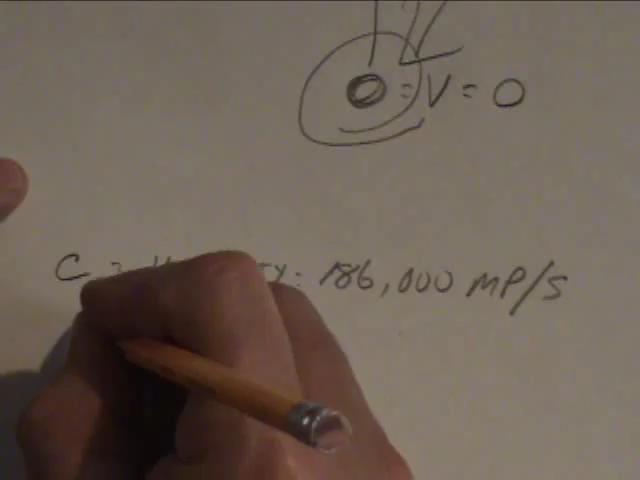 = V = 0
C = : 186,000 MP/S